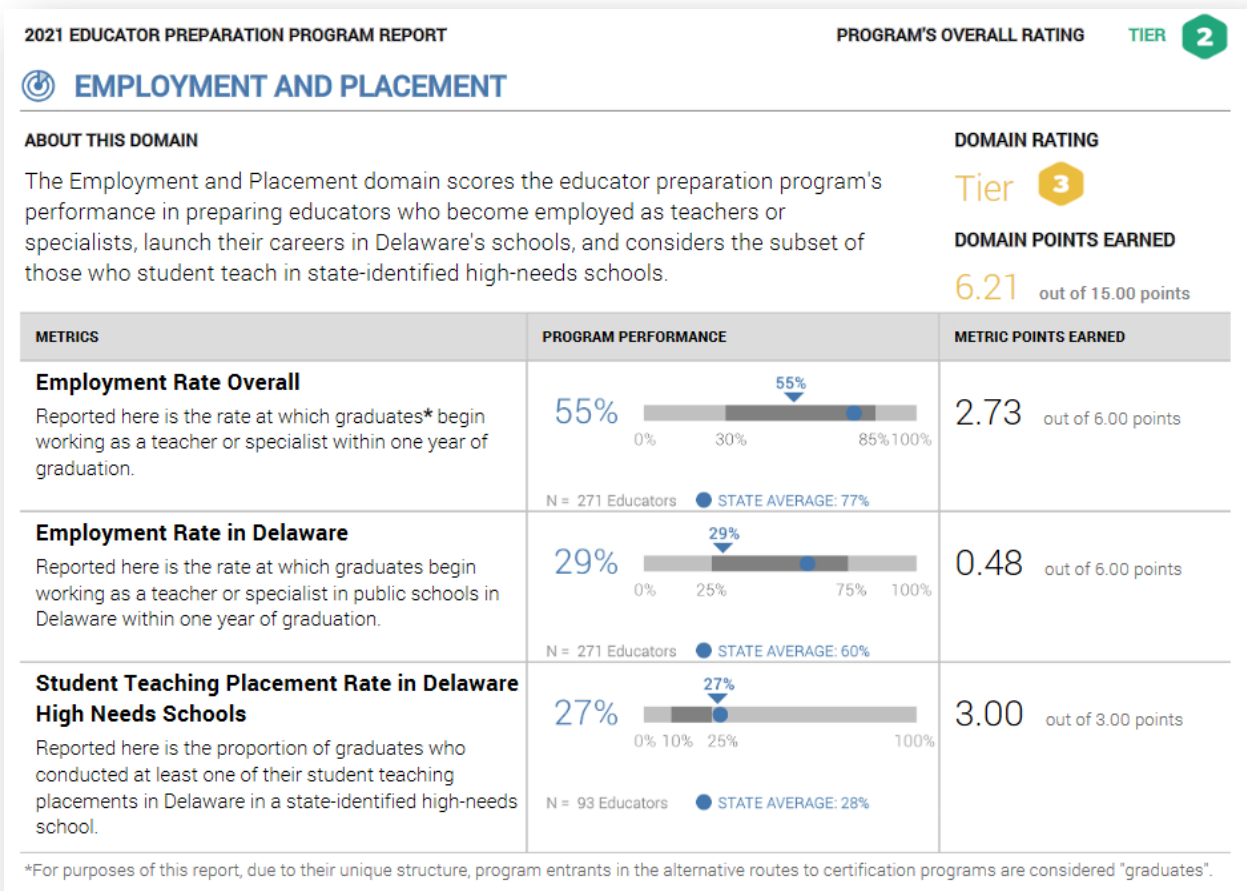 2021 EDUCATOR PREPARATION PROGRAM REPORT
PROGRAM'S OVERALL RATING TIER 2
EMPLOYMENT AND PLACEMENT
ABOUT THIS DOMAIN
The Employment and Placement domain scores the educator preparation program's
performance in preparing educators who become employed as teachers or
specialists, launch their careers in Delaware's schools, and considers the subset of
those who student teach in state-identified high-needs schools.
DOMAIN RATING
Tier 3
DOMAIN POINTS EARNED
6.21 out of 15.00 points
METRICS
PROGRAM PERFORMANCE
METRIC POINTS EARNED
Employment Rate Overall
Reported here is the rate at which graduates* begin
working as a teacher or specialist within one year of
graduation.
55%
55%
0% 30% 85% 100%
N = 271 Educators STATE AVERAGE: 77%
2.73 out of 6.00 points
Employment Rate in Delaware
Reported here is the rate at which graduates begin
working as a teacher or specialist in public schools in
Delaware within one year of graduation.
29%
29%
0% 25% 75% 100%
N = 271 Educators STATE AVERAGE: 60%
0.48 out of 6.00 points
Student Teaching Placement Rate in Delaware
High Needs Schools
Reported here is the proportion of graduates who
conducted at least one of their student teaching
placements in Delaware in a state-identified high-needs
school.
27%
27%
0% 10% 25% 100%
N = 93 Educators STATE AVERAGE: 28%
3.00 out of 3.00 points
*For purposes of this report, due to their unique structure, program entrants in the alternative routes to certification programs are considered "graduates".